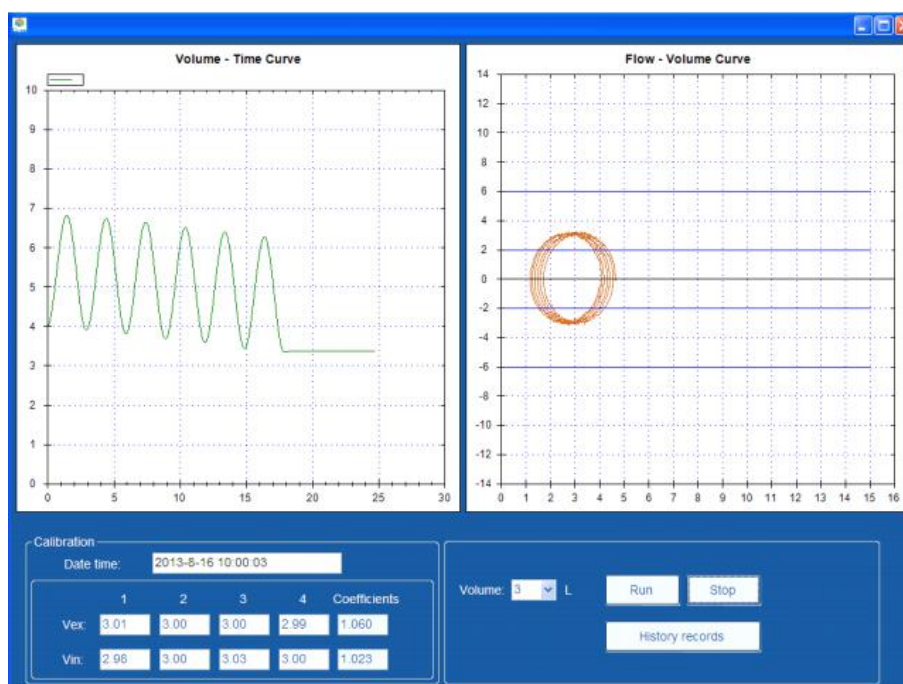 Volume - Time Curve
10
9
8
7
6
5
4
3
2
1
0
0 5 10 15 20 25 30
Flow - Volume Curve
14
12
10
8
6
4
2
0
-2
-4
-6
-8
-10
-12
-14
0 1 2 3 4 5 6 7 8 9 10 11 12 13 14 15 16
Calibration
Date time: 2013-8-16 10:00:03
1 2 3 4 Coefficients
Vex: 3.01 3.00 3.00 2.99 1.060
Vin: 2.98 3.00 3.03 3.00 1.023
Volume: 3 L Run Stop
History records